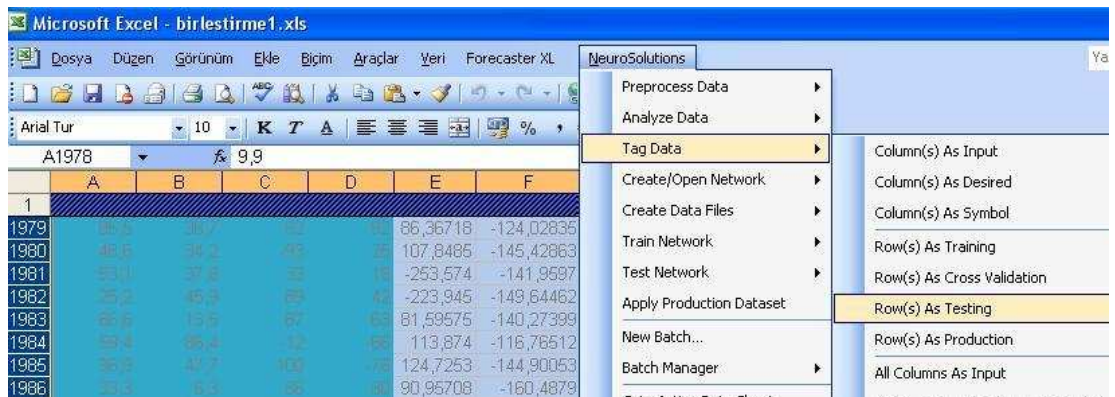 Microsoft Excel - birlestirme1.xls
Dosya Düzen Görünüm Ekle Biçim Araçlar Veri Forecaster XL NeuroSolutions Ya
Arial Tur 10 K T A %
A1978 fx 9,9
A B C D E F
1
1979 86,36718 -124,02835
1980 107,8485 -145,42863
1981 -253,574 -141,9597
1982 -223,945 -149,64462
1983 81,59575 -140,27399
1984 113,874 -116,76512
1985 124,7253 -144,90053
1986 90,95708 -160,4879
Preprocess Data
Analyze Data
Tag Data
Create/Open Network
Create Data Files
Train Network
Test Network
Apply Production Dataset
New Batch...
Batch Manager
Column(s) As Input
Column(s) As Desired
Column(s) As Symbol
Row(s) As Training
Row(s) As Cross Validation
Row(s) As Testing
Row(s) As Production
All Columns As Input